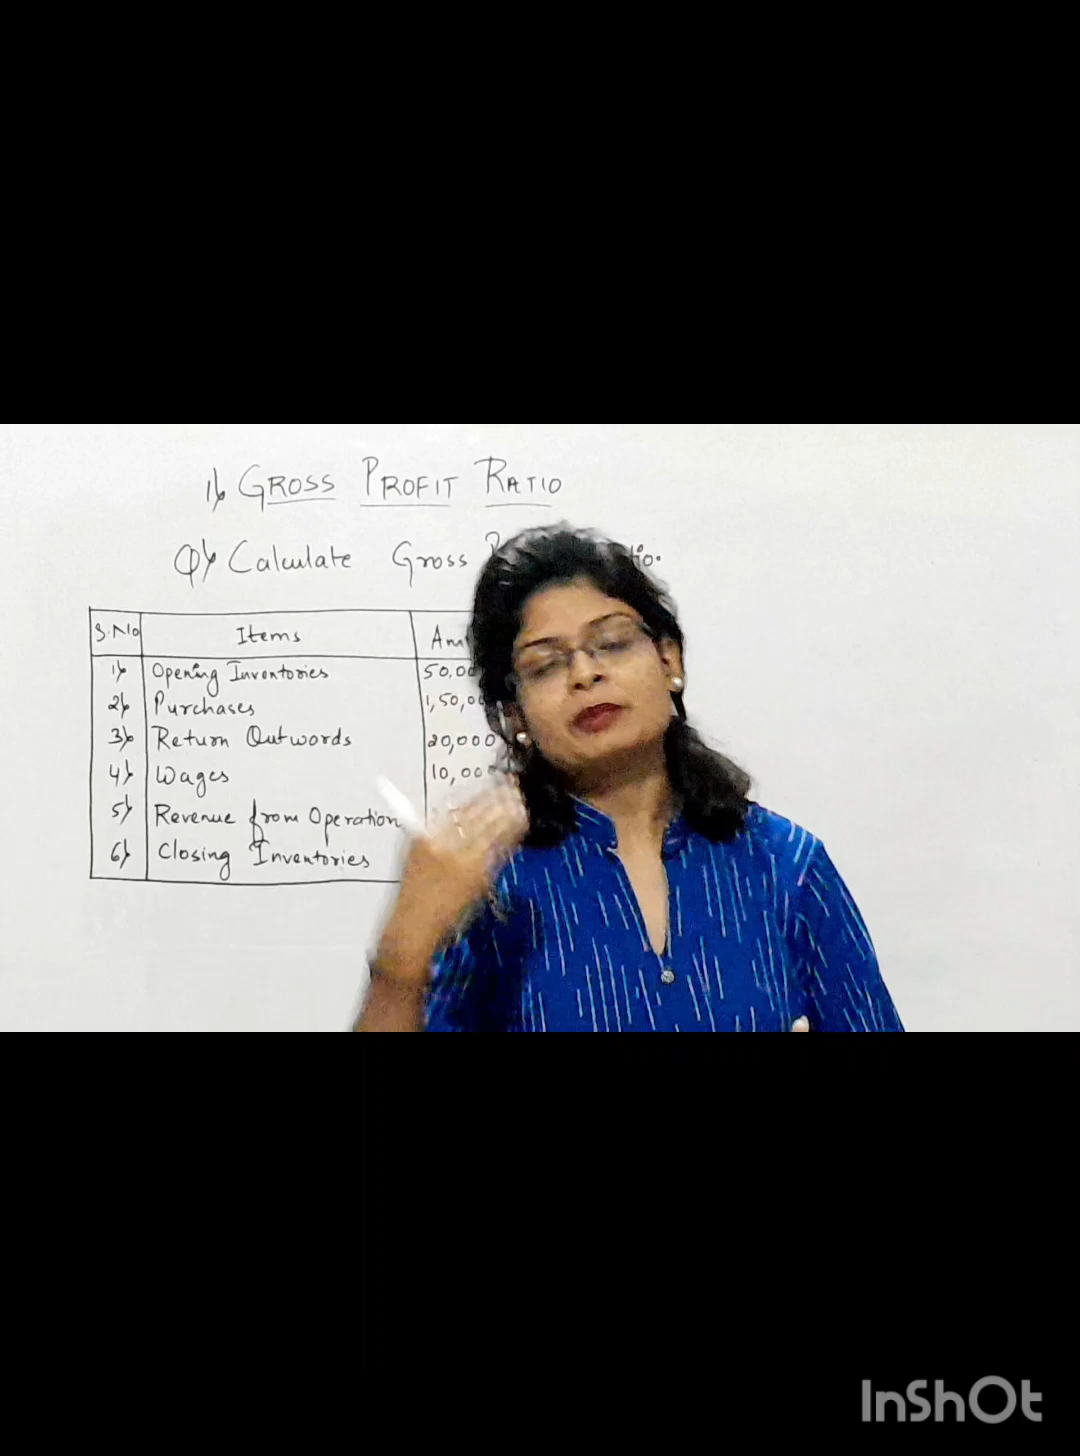 1) GROSS PROFIT RATIO
Q) Calculate Gross
S.No Items
1) Opening Inventories 50,00
2) Purchases 1,50,00
3) Return Outwords 20,000
4) Wages 10,000
5) Revenue from Operation
6) Closing Inventories
InShOt